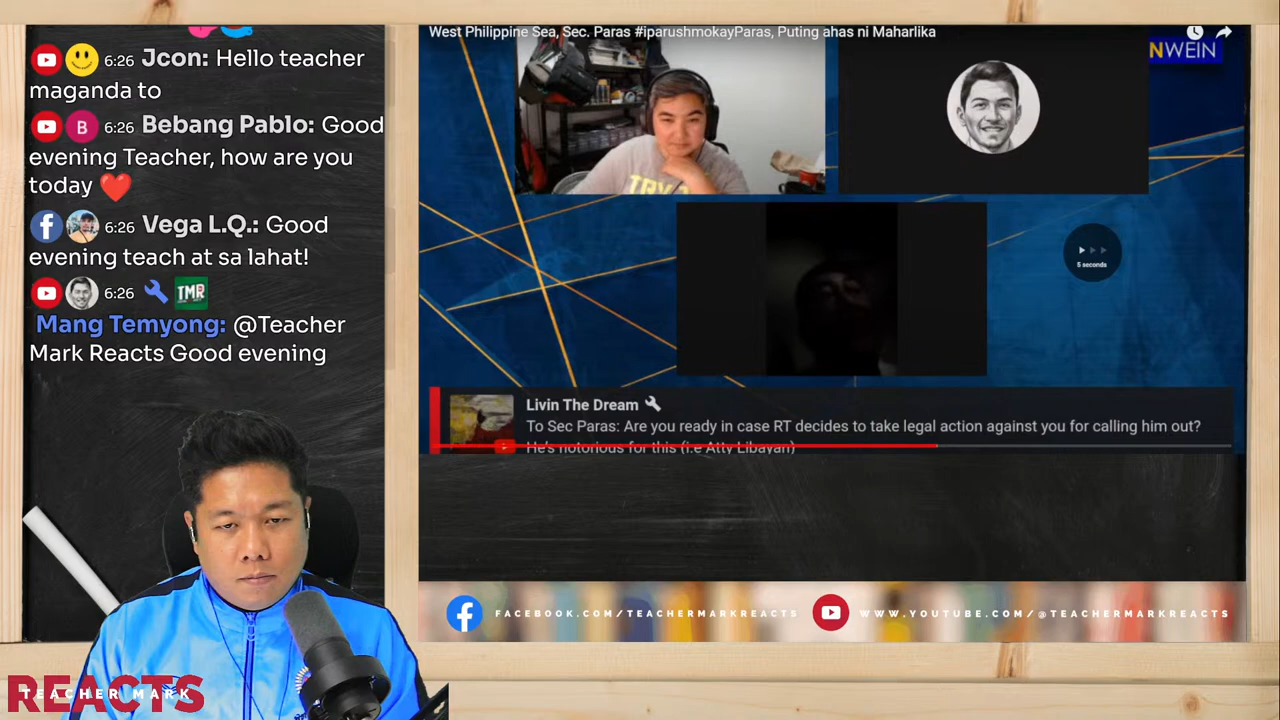 6:26 Jcon: Hello teacher
maganda to
B 6:26 Bebang Pablo: Good
evening Teacher, how are you
today ❤️
6:26 Vega L.Q.: Good
evening teach at sa lahat!
6:26 TMR
Mang Temyong: @Teacher
Mark Reacts Good evening
West Philippine Sea, Sec. Paras #iparushmokayParas, Puting ahas ni Maharlika
NWEIN
5 seconds
Livin The Dream
To Sec Paras: Are you ready in case RT decides to take legal action against you for calling him out?
He's notorious for this (i.e Atty Libayan)
FACEBOOK.COM/TEACHERMARKREACTS
WWW.YOUTUBE.COM/@TEACHERMARKREACTS
TEACHER MARK
REACTS